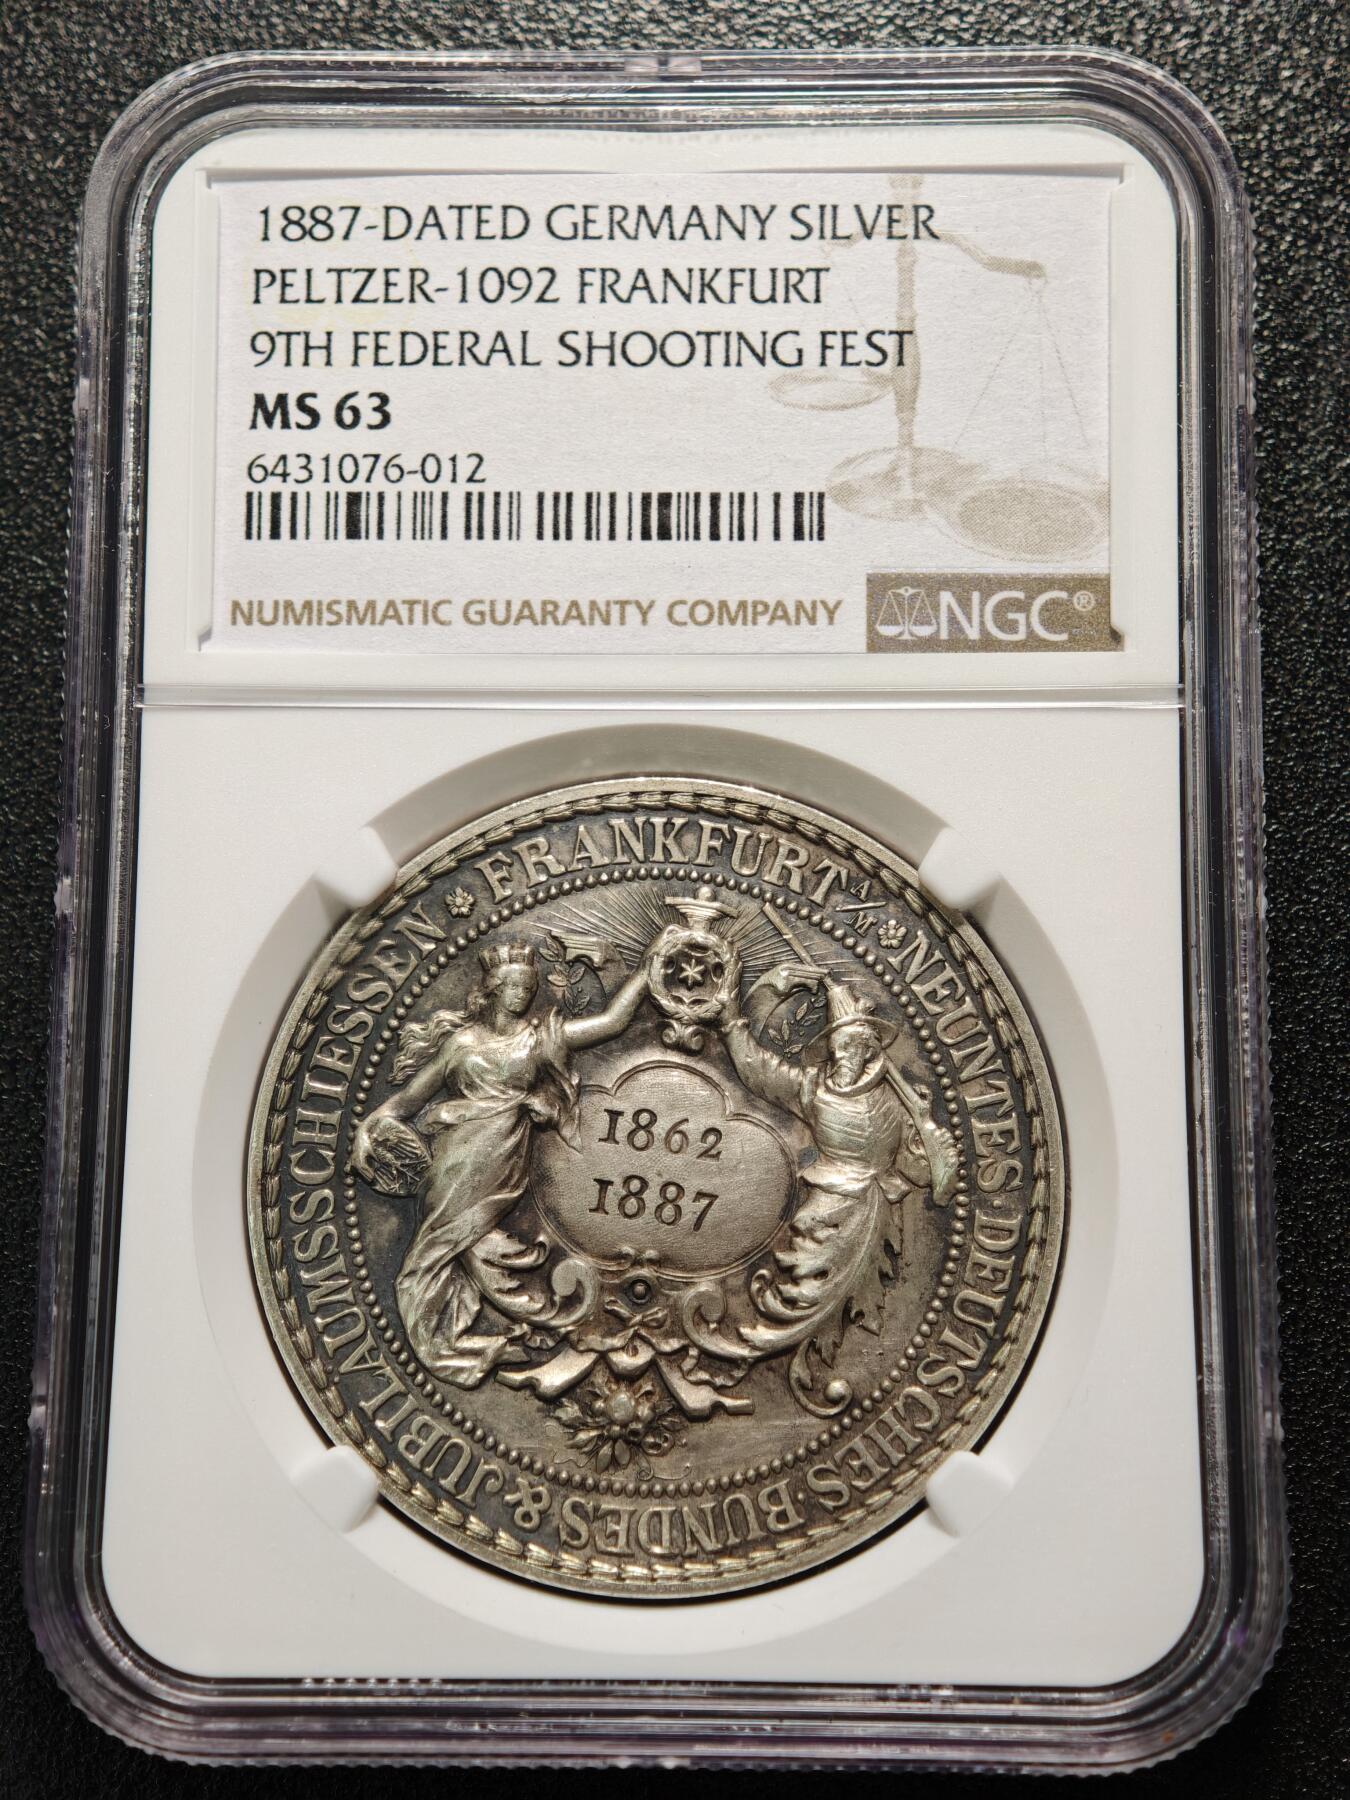 1887-DATED GERMANY SILVER
PELTZER-1092 FRANKFURT
9TH FEDERAL SHOOTING FEST
MS 63
6431076-012
NUMISMATIC GUARANTY COMPANY NGC®
FRANKFURT A/M NEUNTES · DEUTSCHES · BUNDES & JUBILÄUMSSCHIESSEN
1862
1887